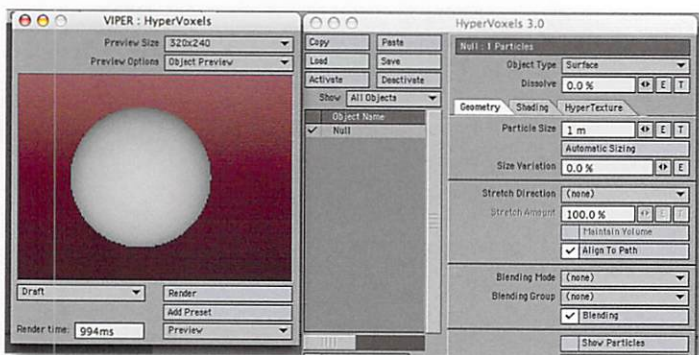 VIPER : HyperVoxels
Preview Size 320x240
Preview Options Object Preview
Draft
Render
Add Preset
Render time: 994ms
Preview
HyperVoxels 3.0
Copy Paste
Load Save
Activate Deactivate
Show All Objects
Object Name
Null
Null : 1 Particles
Object Type Surface
Dissolve 0.0 % E T
Geometry Shading HyperTexture
Particle Size 1 m E T
Automatic Sizing
Size Variation 0.0 % E
Stretch Direction (none)
Stretch Amount 100.0 % E T
Maintain Volume
Align To Path
Blending Mode (none)
Blending Group (none)
Blending
Show Particles